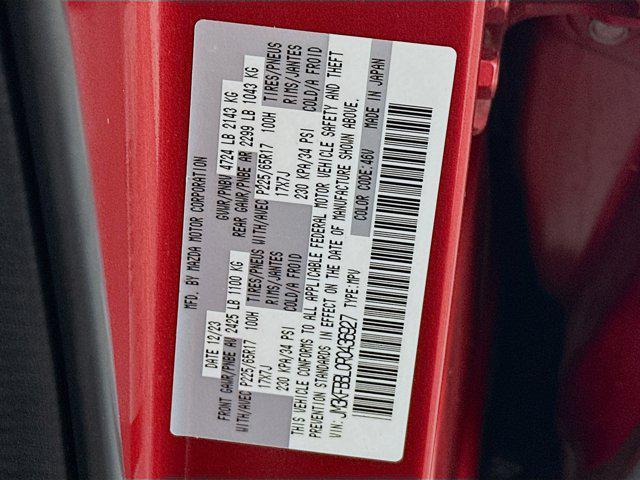 MFD. BY MAZDA MOTOR CORPORATION
DATE 12/23 GVWR/PNBV 4724 LB 2143 KG
FRONT GAWR/PNBE AV 2425 LB 1100 KG REAR GAWR/PNBE AR 2299 LB 1043 KG
WITH/AVEC P225/65R17 100H TIRES/PNEUS WITH/AVEC P225/65R17 100H TIRES/PNEUS
17X7J RIMS/JANTES 17X7J RIMS/JANTES
230 KPA/34 PSI COLD/A FROID 230 KPA/34 PSI COLD/A FROID
THIS VEHICLE CONFORMS TO ALL APPLICABLE FEDERAL MOTOR VEHICLE SAFETY AND THEFT
PREVENTION STANDARDS IN EFFECT ON THE DATE OF MANUFACTURE SHOWN ABOVE.
VIN: JM3KFBBL0R0436927 TYPE:MPV COLOR CODE:46V MADE IN JAPAN